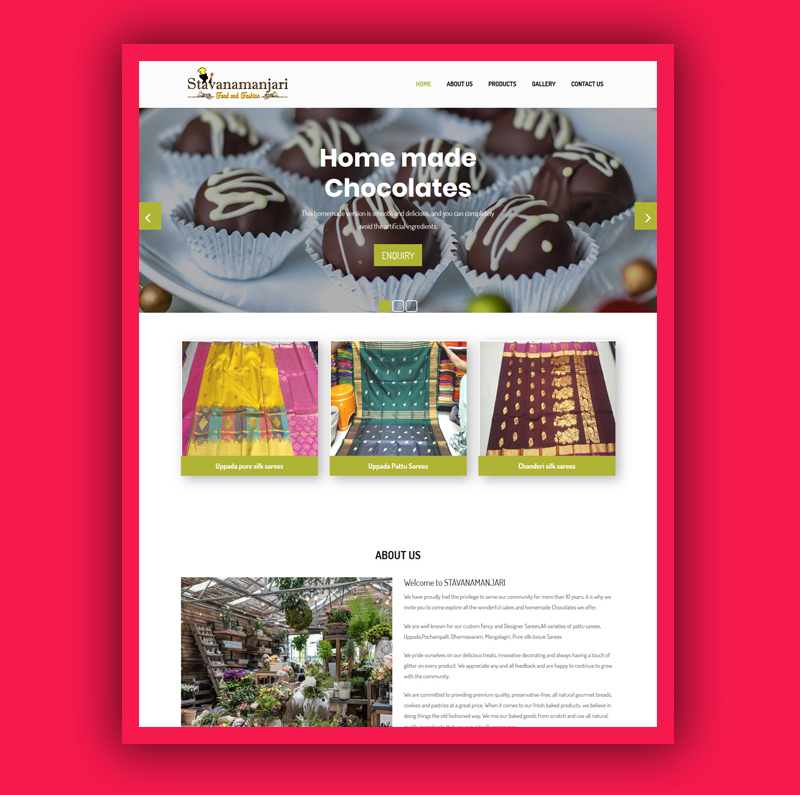 Stavanamanjari
Food and Fashion
HOME ABOUT US PRODUCTS GALLERY CONTACT US
Home made
Chocolates
This homemade version is smooth and delicious, and you can completely
avoid the artificial ingredients.
ENQUIRY
Uppada pure silk sarees
Uppada Pattu Sarees
Chanderi silk sarees
ABOUT US
Welcome to STAVANAMANJARI
We have proudly had the privilege to serve our community for more than 10 years, it is why we
invite you to come explore all the wonderful cakes and homemade Chocolates we offer.
We are well known for our custom Fancy and Designer Sarees,All varieties of pattu sarees,
Uppada,Pochampalli, Dharmavaram, Mangalagiri, Pure silk tissue Sarees
We pride ourselves on our delicious treats, innovative decorating and always having a touch of
glitter on every product. We appreciate any and all feedback and are happy to continue to grow
with the community.
We are committed to providing premium quality, preservative-free, all natural gourmet breads,
cookies and pastries at a great price. When it comes to our fresh baked products, we believe in
doing things the old fashioned way. We mix our baked goods from scratch and use all natural,